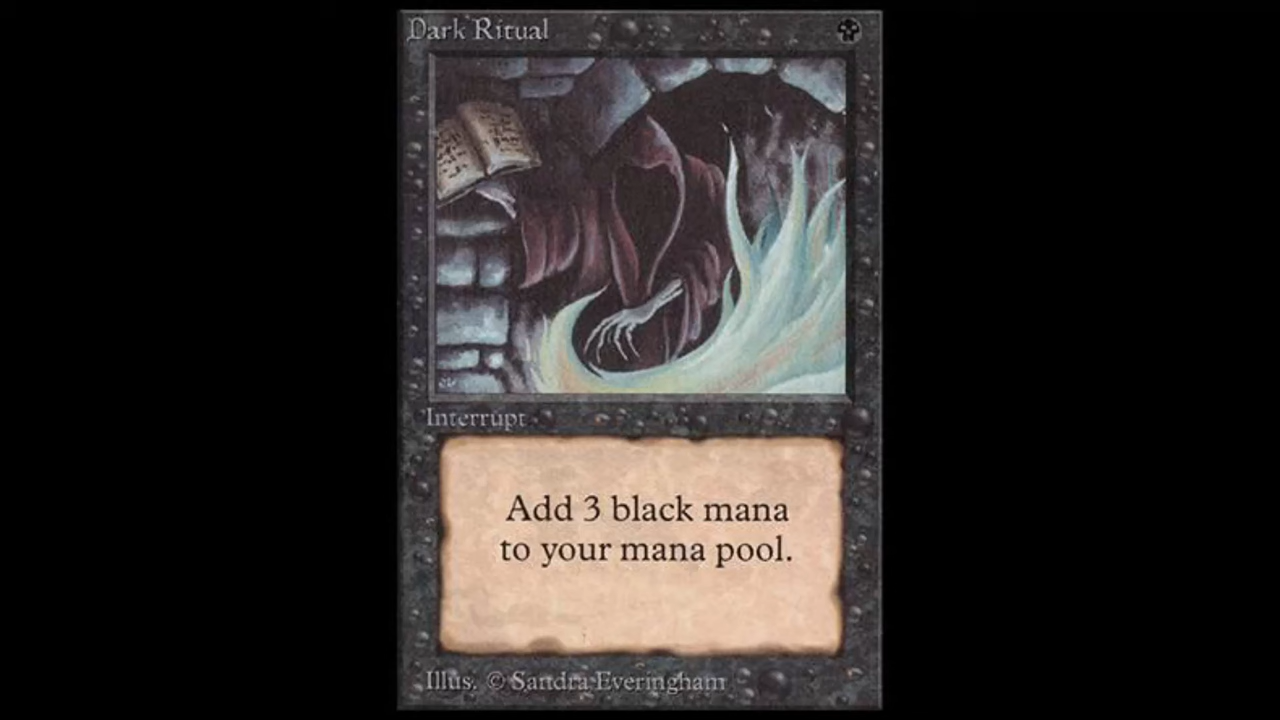 Dark Ritual
Interrupt
Add 3 black mana
to your mana pool.
Illus. © Sandra Everingham